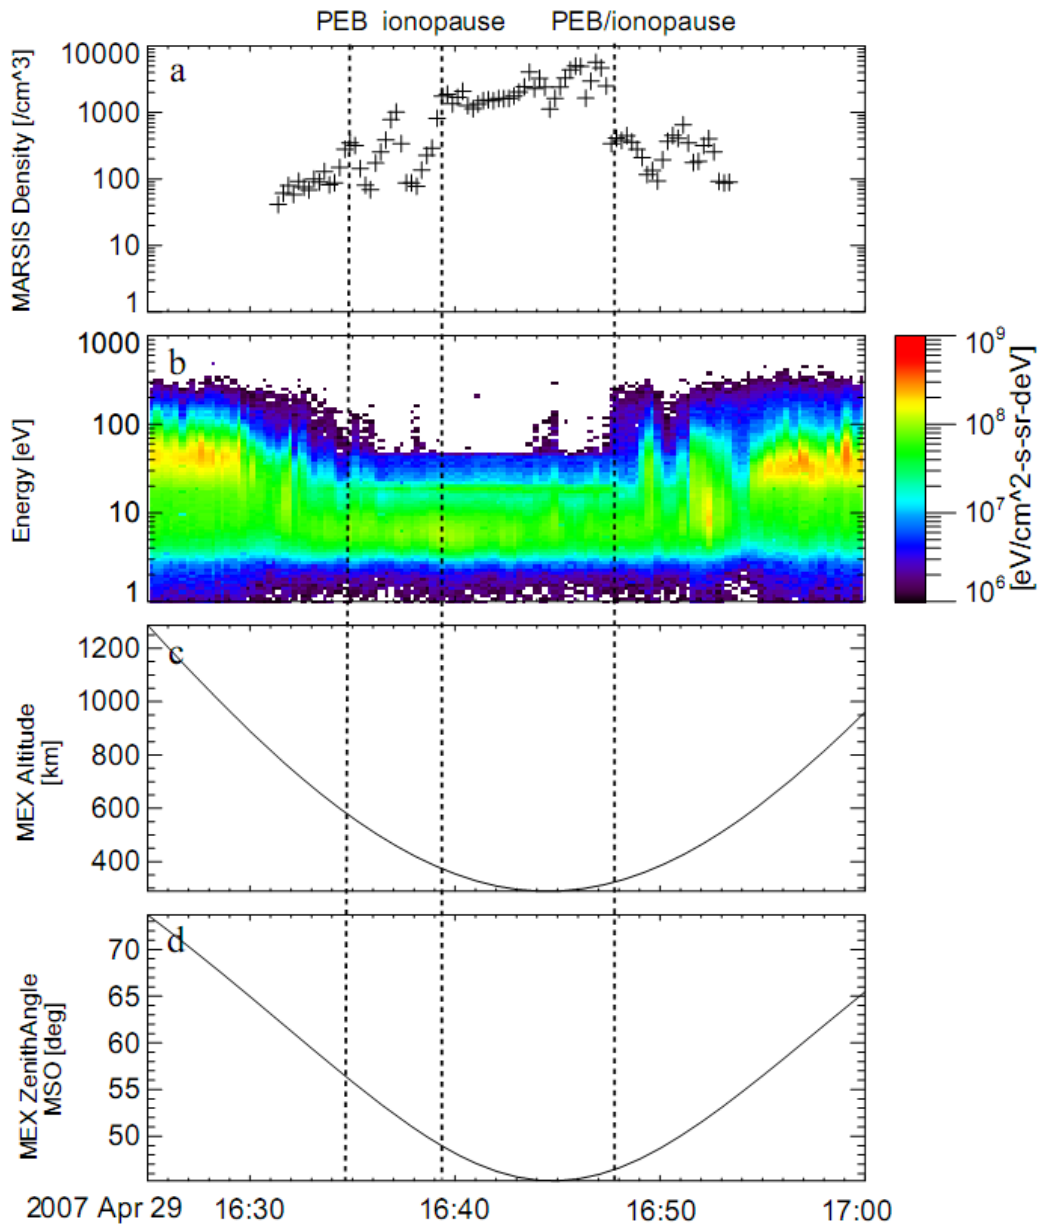 PEB ionopause PEB/ionopause
a
MARSIS Density [/cm^3]
10000
1000
100
10
1
b
Energy [eV]
1000
100
10
1
10^9
10^8
10^7
10^6
[eV/cm^2-s-sr-deV]
c
MEX Altitude
[km]
1200
1000
800
600
400
d
MEX ZenithAngle
MSO [deg]
70
65
60
55
50
2007 Apr 29 16:30 16:40 16:50 17:00